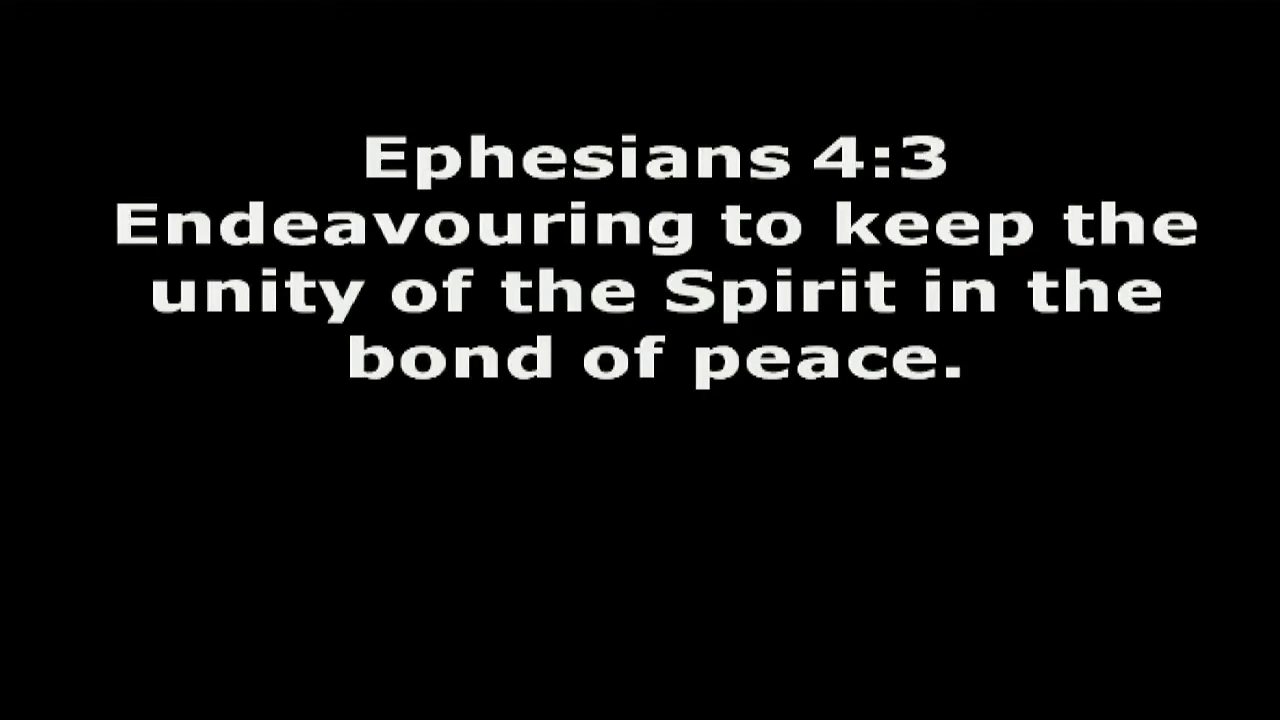 Ephesians 4:3
Endeavouring to keep the
unity of the Spirit in the
bond of peace.